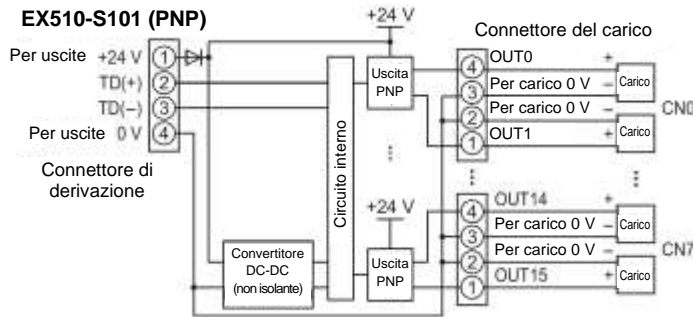 EX510-S101 (PNP)
+24 V
Connettore del carico
Per uscite +24 V 1
TD(+) 2
TD(−) 3
Per uscite 0 V 4
Connettore di derivazione
Circuito interno
Convertitore
DC-DC
(non isolante)
Uscita
PNP
4 OUT0 +
3 Per carico 0 V −
Carico
2 Per carico 0 V −
1 OUT1 +
Carico
CN0
+24 V
Uscita
PNP
4 OUT14 +
3 Per carico 0 V −
Carico
2 Per carico 0 V −
1 OUT15 +
Carico
CN7